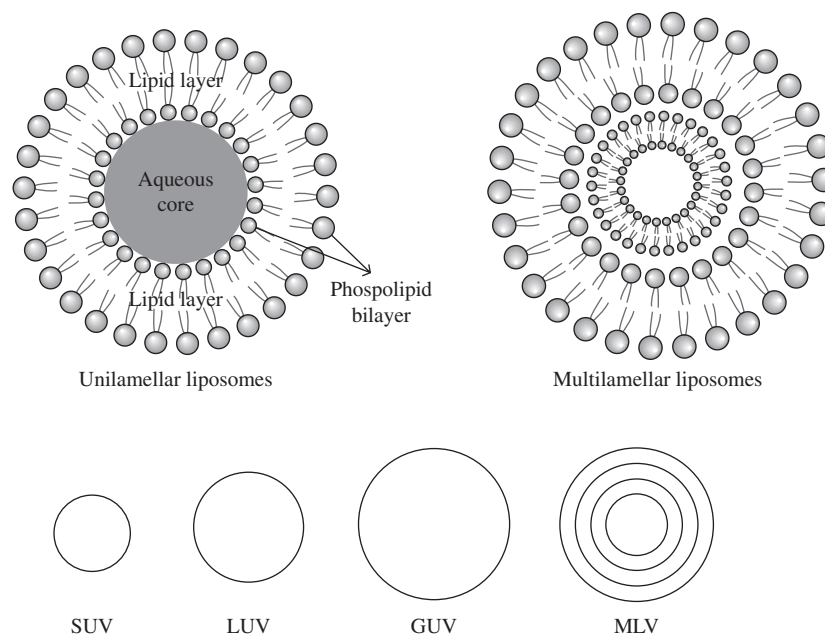 Lipid layer
Aqueous
core
Lipid layer
Phospolipid
bilayer
Unilamellar liposomes
Multilamellar liposomes
SUV
LUV
GUV
MLV